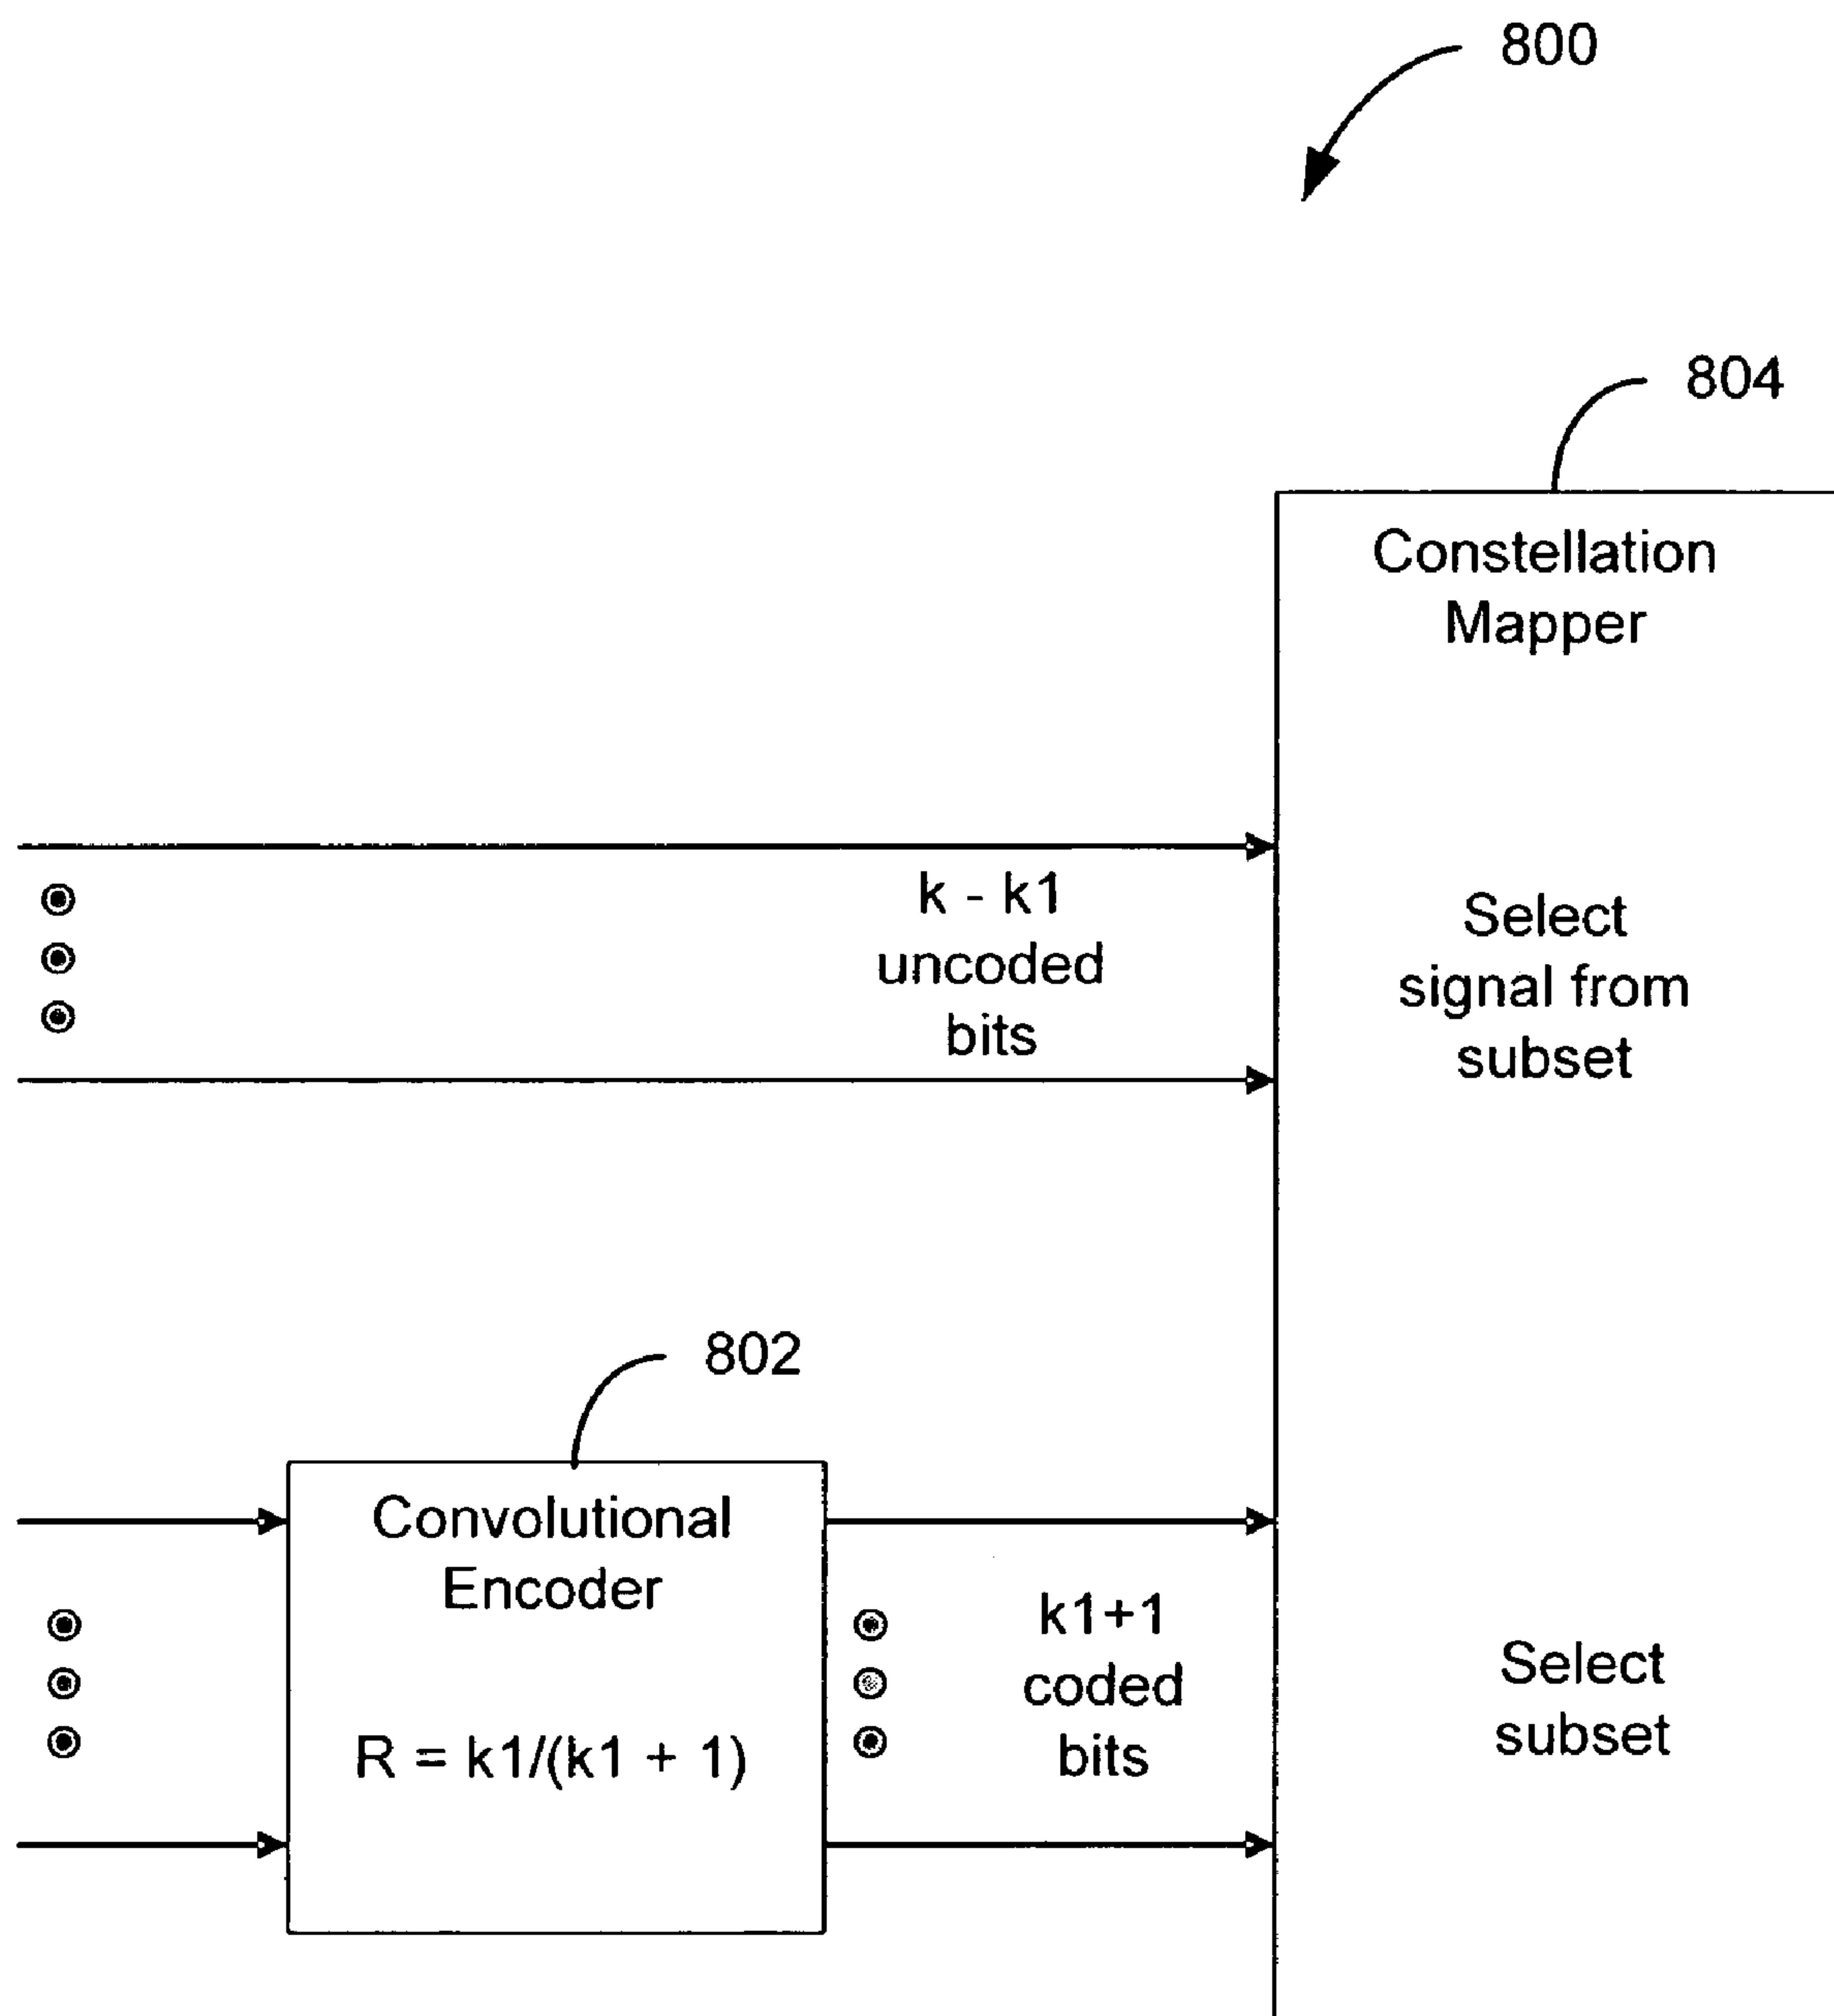 800
804
Constellation
Mapper
k - k1
uncoded
bits
Select
signal from
subset
802
Convolutional
Encoder
R = k1/(k1 + 1)
k1+1
coded
bits
Select
subset